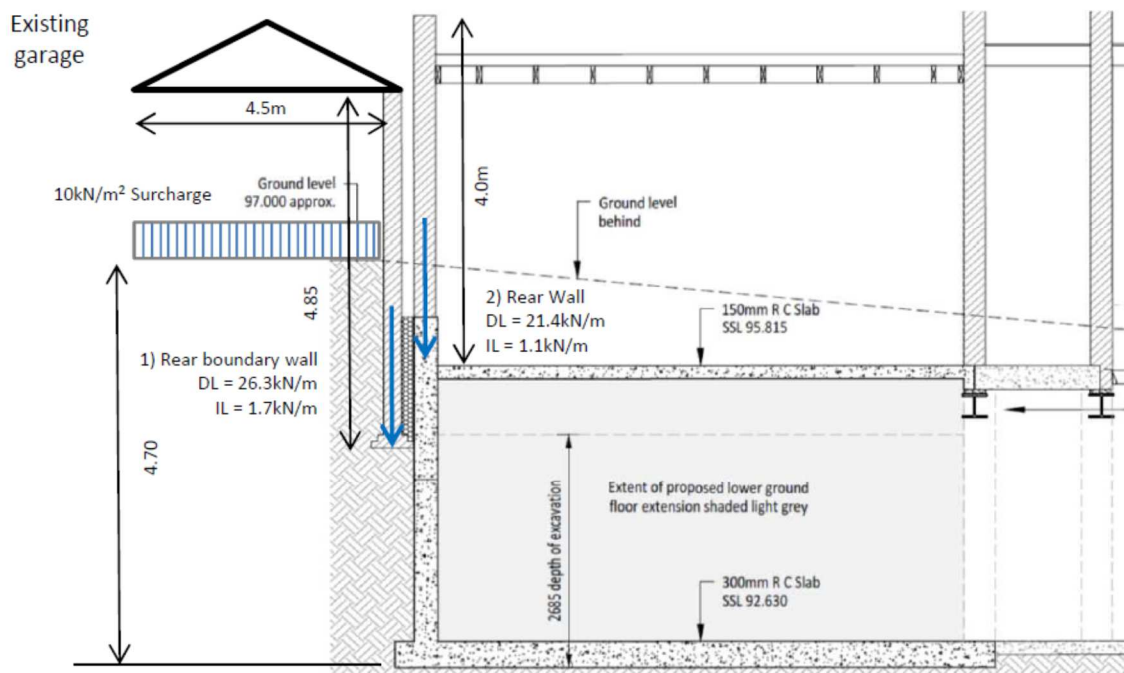 Existing
garage
4.5m
10kN/m² Surcharge
Ground level
97.000 approx.
4.0m
Ground level
behind
4.85
2) Rear Wall
DL = 21.4kN/m
IL = 1.1kN/m
150mm R C Slab
SSL 95.815
1) Rear boundary wall
DL = 26.3kN/m
IL = 1.7kN/m
4.70
2685 depth of excavation
Extent of proposed lower ground
floor extension shaded light grey
300mm R C Slab
SSL 92.630